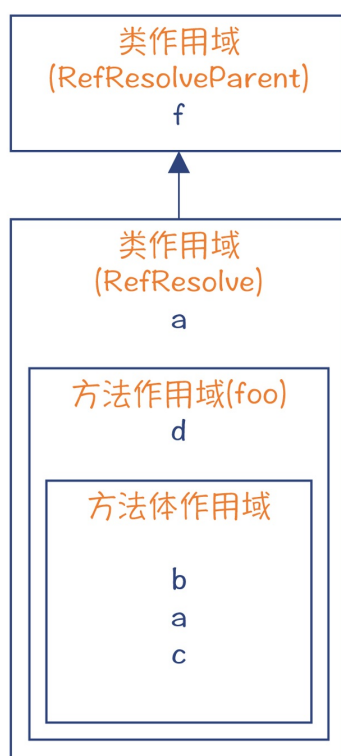 类作用域
(RefResolveParent)
f
类作用域
(RefResolve)
a
方法作用域(foo)
d
方法体作用域
b
a
c